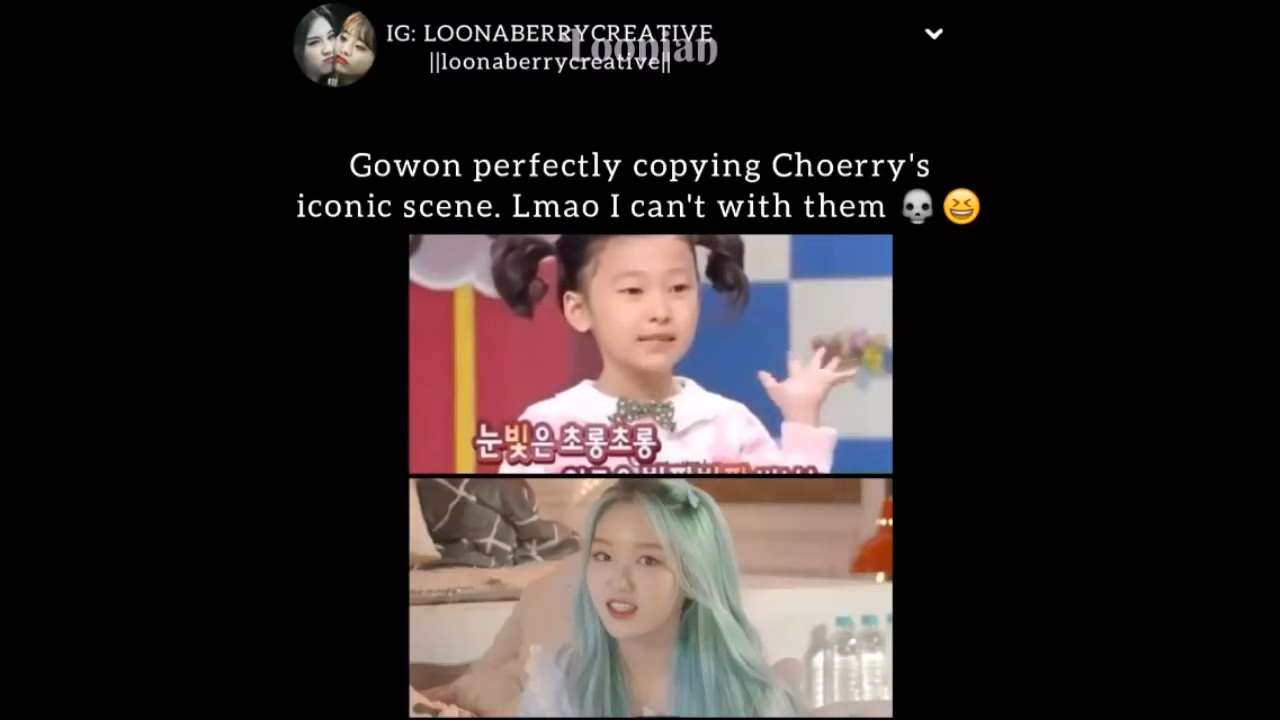 IG: LOONABERRYCREATIVE
Loonian
||loonaberrycreative||
Gowon perfectly copying Choerry's
iconic scene. Lmao I can't with them 💀😆
눈빛은 초롱초롱